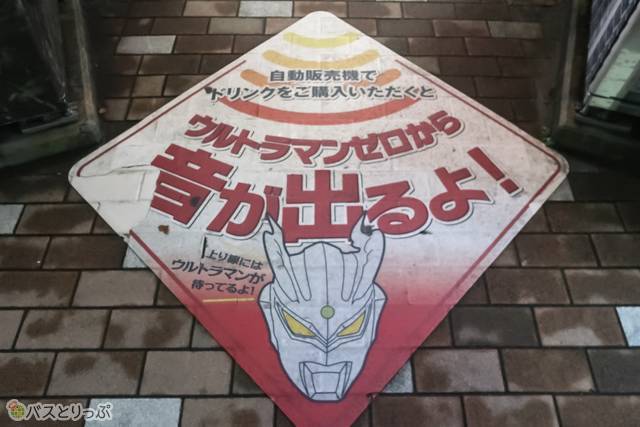 自動販売機で
ドリンクをご購入いただくと
ウルトラマンゼロから
音が出るよ!
上り線には
ウルトラマンが
待ってるよ!
バスとりっぷ